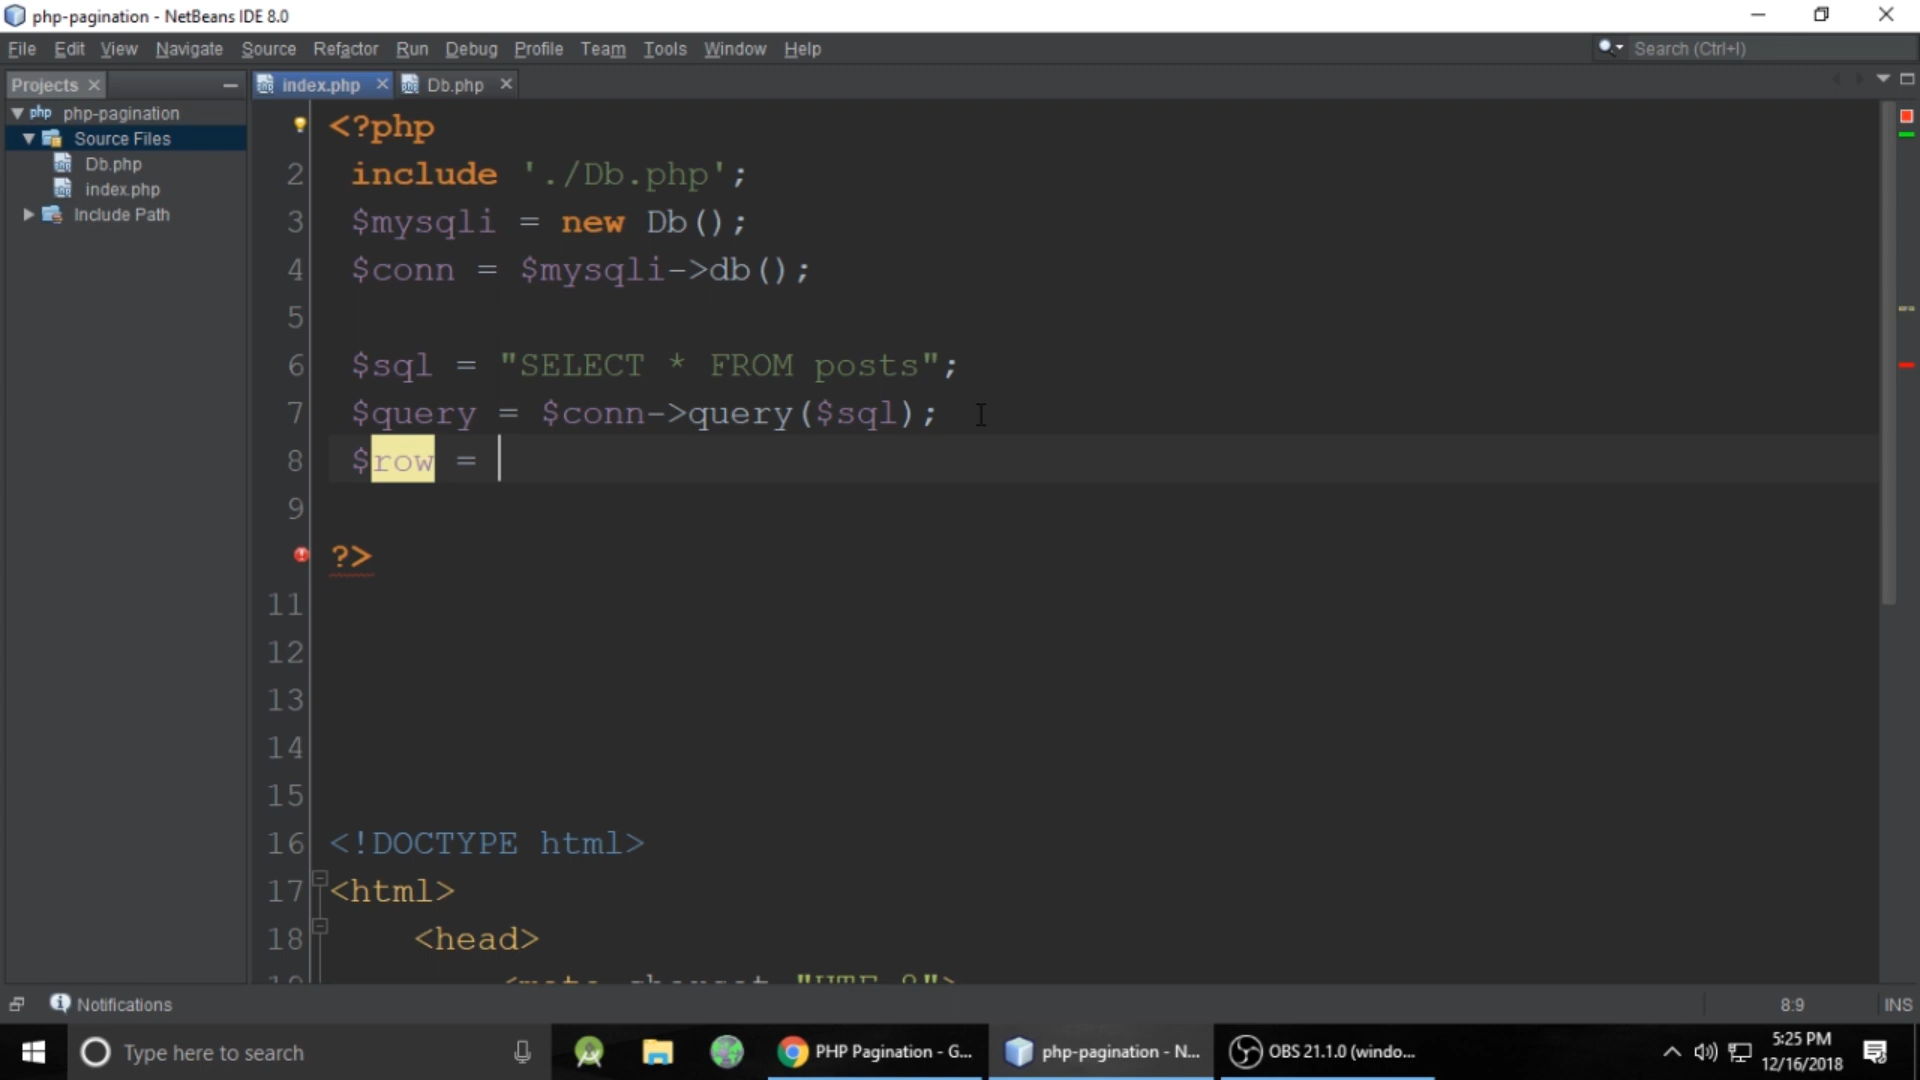 php-pagination - NetBeans IDE 8.0
File Edit View Navigate Source Refactor Run Debug Profile Team Tools Window Help
Search (Ctrl+I)
Projects
index.php
Db.php
php-pagination
Source Files
Db.php
index.php
Include Path
<?php
2 include './Db.php';
3 $mysqli = new Db();
4 $conn = $mysqli->db();
5
6 $sql = "SELECT * FROM posts";
7 $query = $conn->query($sql);
8 $row =
9
?>
11
12
13
14
15
16 <!DOCTYPE html>
17 <html>
18 <head>
Notifications
8:9
INS
Type here to search
PHP Pagination - G...
php-pagination - N...
OBS 21.1.0 (windo...
5:25 PM
12/16/2018